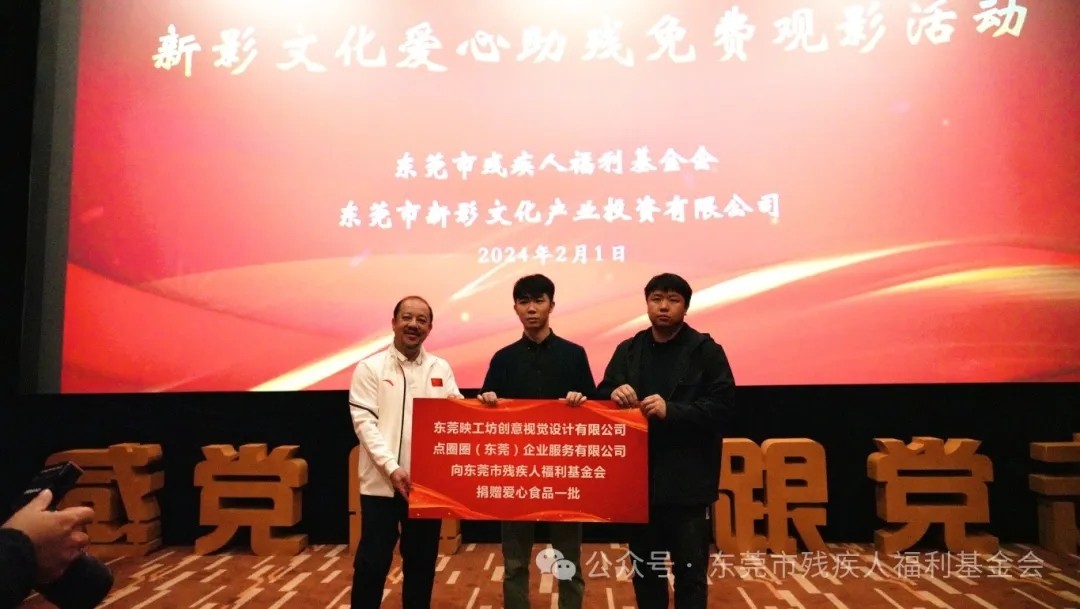 新影文化爱心助残免费观影活动
东莞市残疾人福利基金会
东莞市新影文化产业投资有限公司
2024年2月1日
东莞映工坊创意视觉设计有限公司
点圈圈（东莞）企业服务有限公司
向东莞市残疾人福利基金会
捐赠爱心食品一批
感党 跟党
公众号·东莞市残疾人福利基金会